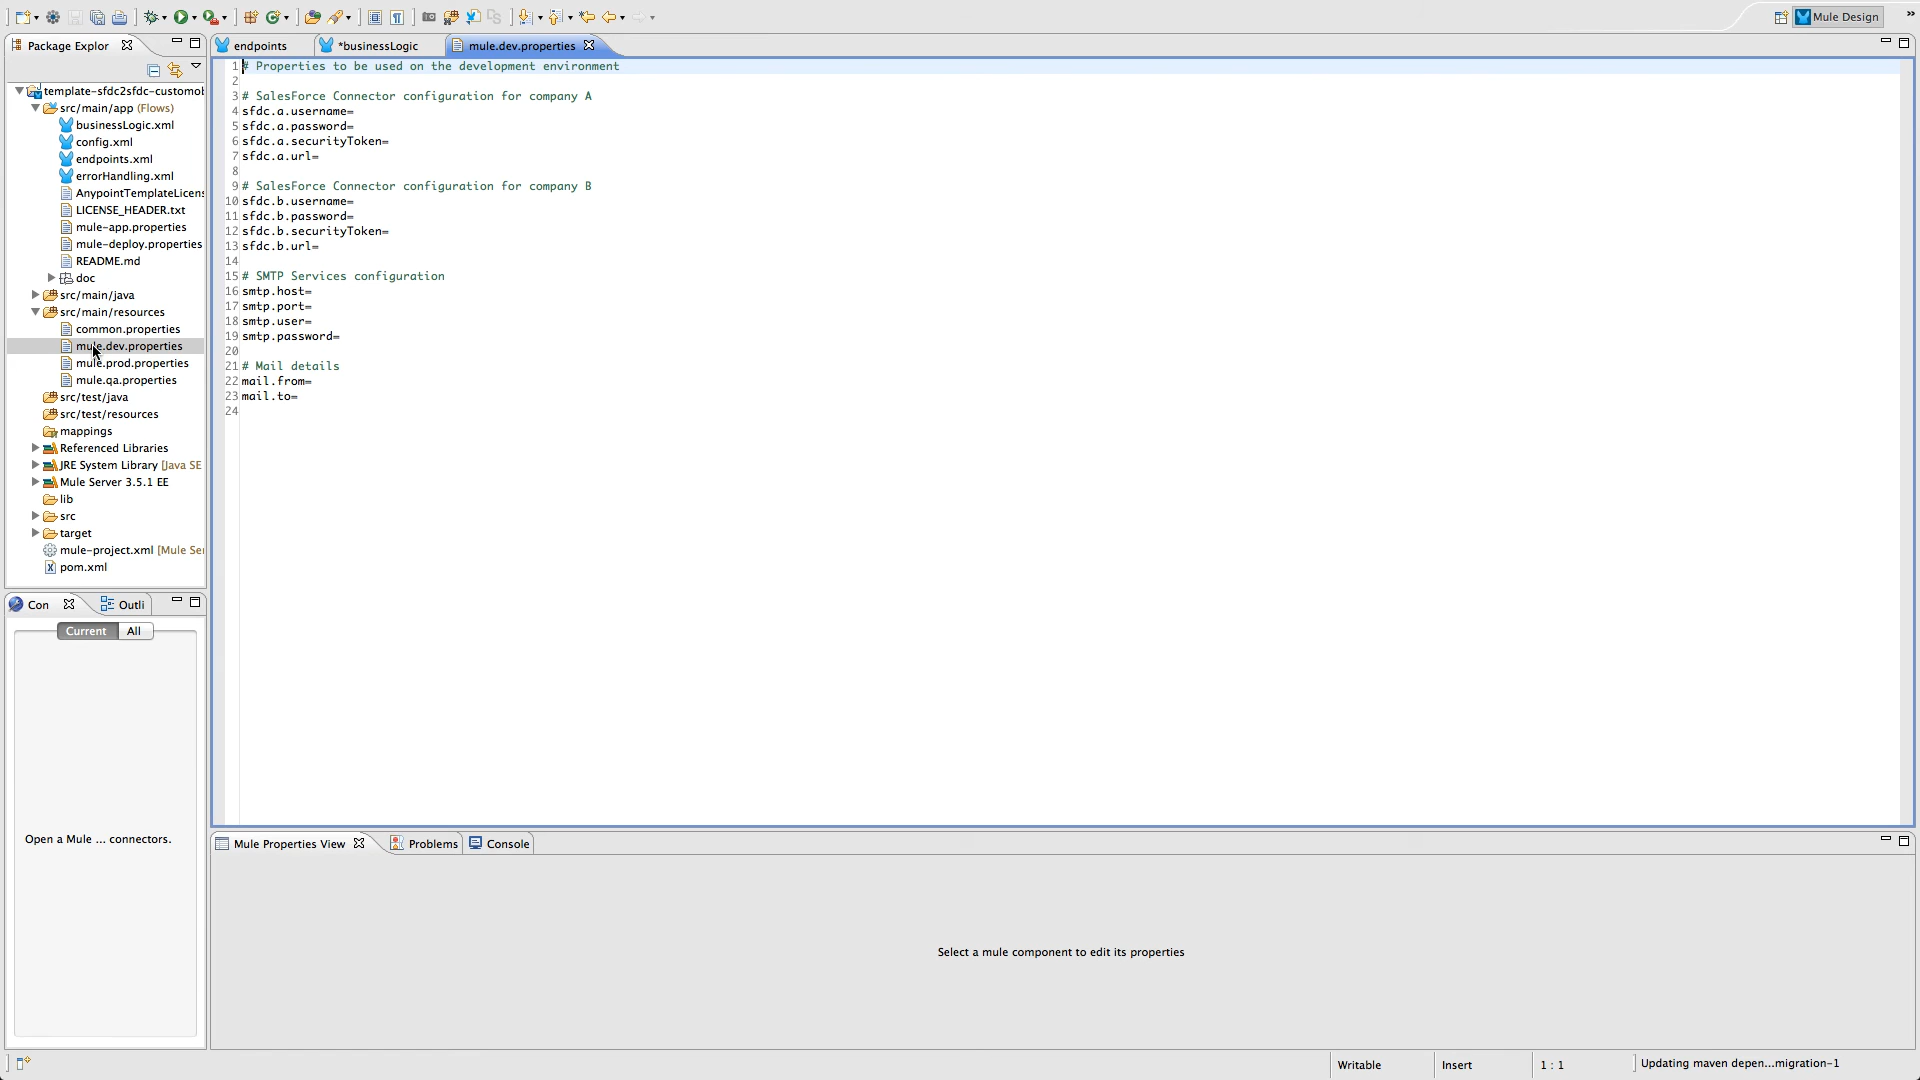 Mule Design
»
Package Explor
endpoints
*businessLogic
mule.dev.properties
template-sfdc2sfdc-customol
src/main/app (Flows)
businessLogic.xml
config.xml
endpoints.xml
errorHandling.xml
AnypointTemplateLicens
LICENSE_HEADER.txt
mule-app.properties
mule-deploy.properties
README.md
doc
src/main/java
src/main/resources
common.properties
mule.dev.properties
mule.prod.properties
mule.qa.properties
src/test/java
src/test/resources
mappings
Referenced Libraries
JRE System Library [Java SE
Mule Server 3.5.1 EE
lib
src
target
mule-project.xml [Mule Ser
pom.xml
1 # Properties to be used on the development environment
2
3 # SalesForce Connector configuration for company A
4 sfdc.a.username=
5 sfdc.a.password=
6 sfdc.a.securityToken=
7 sfdc.a.url=
8
9 # SalesForce Connector configuration for company B
10 sfdc.b.username=
11 sfdc.b.password=
12 sfdc.b.securityToken=
13 sfdc.b.url=
14
15 # SMTP Services configuration
16 smtp.host=
17 smtp.port=
18 smtp.user=
19 smtp.password=
20
21 # Mail details
22 mail.from=
23 mail.to=
24
Con
Outli
Current
All
Open a Mule ... connectors.
Mule Properties View
Problems
Console
Select a mule component to edit its properties
Writable
Insert
1 : 1
Updating maven depen...migration-1